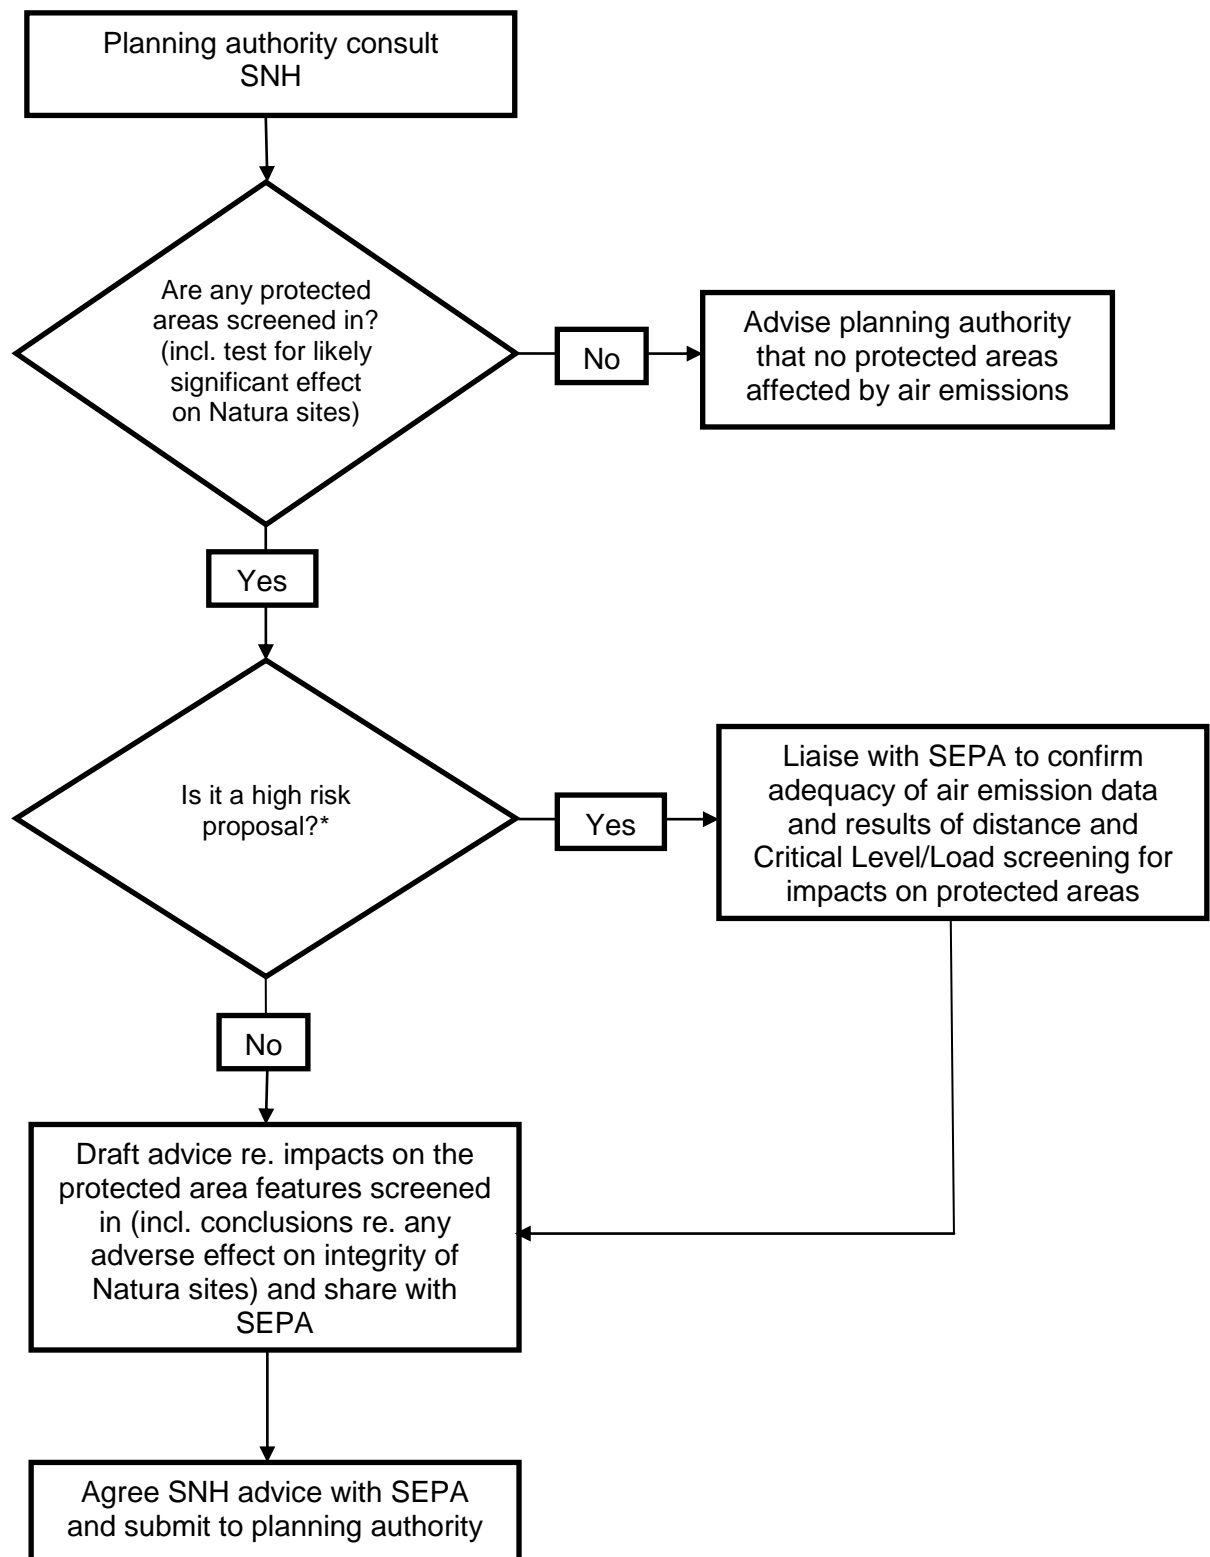 Planning authority consult
SNH
Are any protected
areas screened in?
(incl. test for likely
significant effect
on Natura sites)
No
Advise planning authority
that no protected areas
affected by air emissions
Yes
Is it a high risk
proposal?*
Yes
Liaise with SEPA to confirm
adequacy of air emission data
and results of distance and
Critical Level/Load screening for
impacts on protected areas
No
Draft advice re. impacts on the
protected area features screened
in (incl. conclusions re. any
adverse effect on integrity of
Natura sites) and share with
SEPA
Agree SNH advice with SEPA
and submit to planning authority